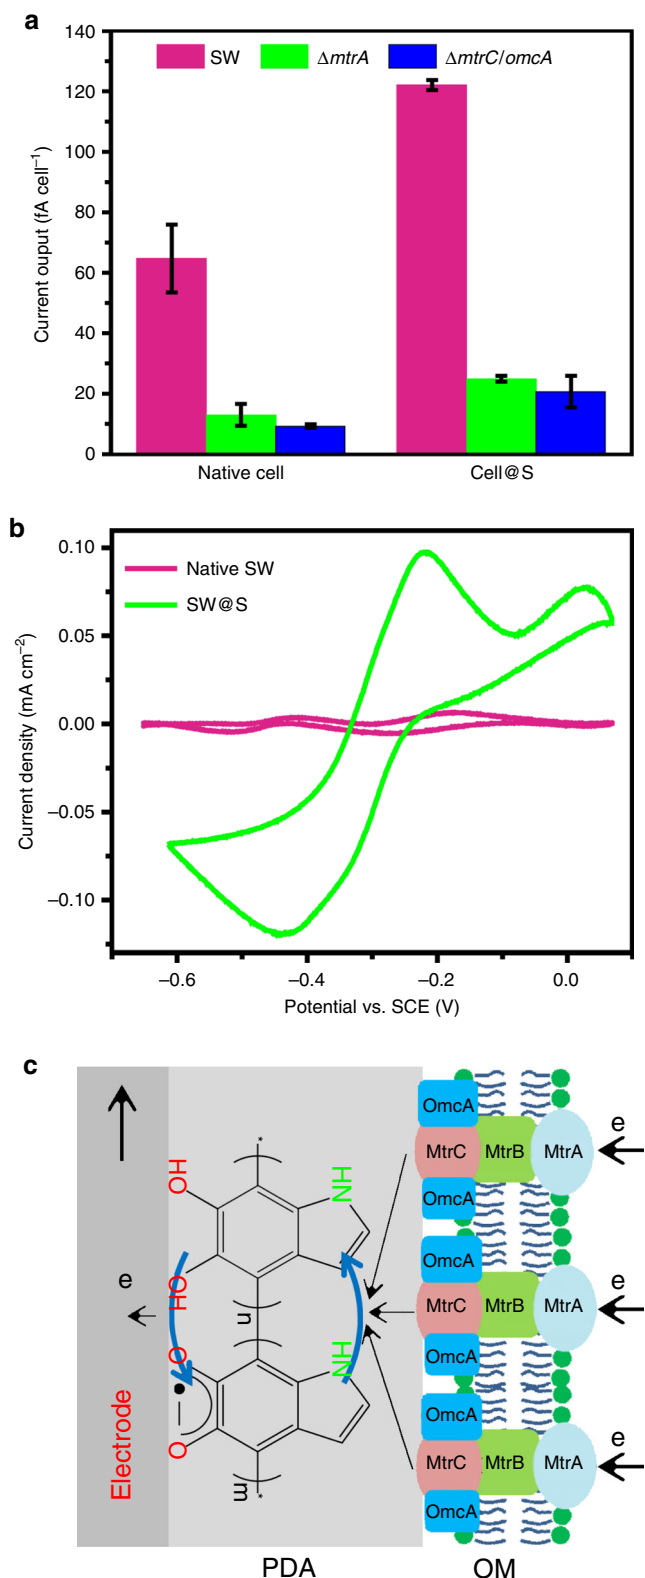 a
140
120
100
80
60
40
20
0
Current ouput (fA cell⁻¹)
SW ΔmtrA ΔmtrC/omcA
Native cell Cell@S
b
0.10
0.05
0.00
−0.05
−0.10
Current density (mA cm⁻²)
Native SW
SW@S
−0.6 −0.4 −0.2 0.0
Potential vs. SCE (V)
c
OmcA
MtrC MtrB MtrA e
OmcA
OmcA
MtrC MtrB MtrA e
OmcA
OmcA
MtrC MtrB MtrA e
OmcA
*
HO HN
HO
n
O HN
O
m
*
e
Electrode
PDA OM